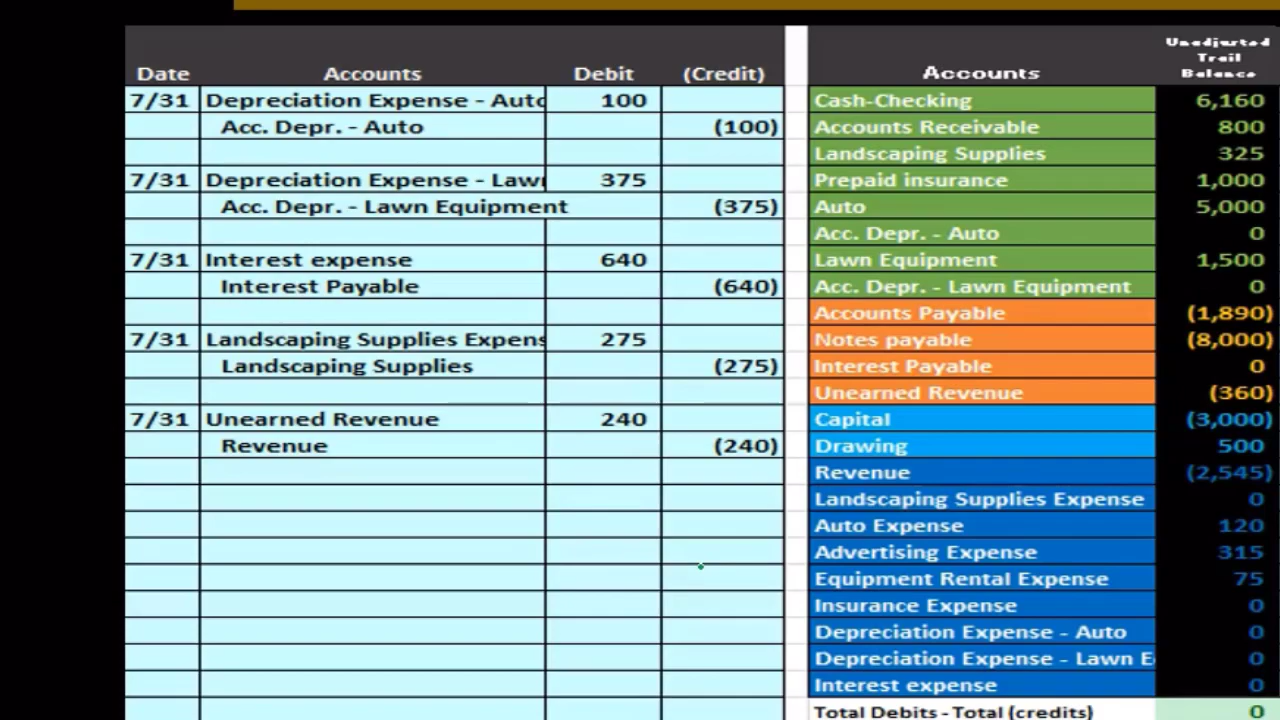 Date Accounts Debit (Credit)
7/31 Depreciation Expense - Auto 100
Acc. Depr. - Auto (100)
7/31 Depreciation Expense - Law 375
Acc. Depr. - Lawn Equipment (375)
7/31 Interest expense 640
Interest Payable (640)
7/31 Landscaping Supplies Expens 275
Landscaping Supplies (275)
7/31 Unearned Revenue 240
Revenue (240)
Accounts Unadjusted Trail Balance
Cash-Checking 6,160
Accounts Receivable 800
Landscaping Supplies 325
Prepaid insurance 1,000
Auto 5,000
Acc. Depr. - Auto 0
Lawn Equipment 1,500
Acc. Depr. - Lawn Equipment 0
Accounts Payable (1,890)
Notes payable (8,000)
Interest Payable 0
Unearned Revenue (360)
Capital (3,000)
Drawing 500
Revenue (2,545)
Landscaping Supplies Expense 0
Auto Expense 120
Advertising Expense 315
Equipment Rental Expense 75
Insurance Expense 0
Depreciation Expense - Auto 0
Depreciation Expense - Lawn E 0
Interest expense 0
Total Debits - Total (credits) 0